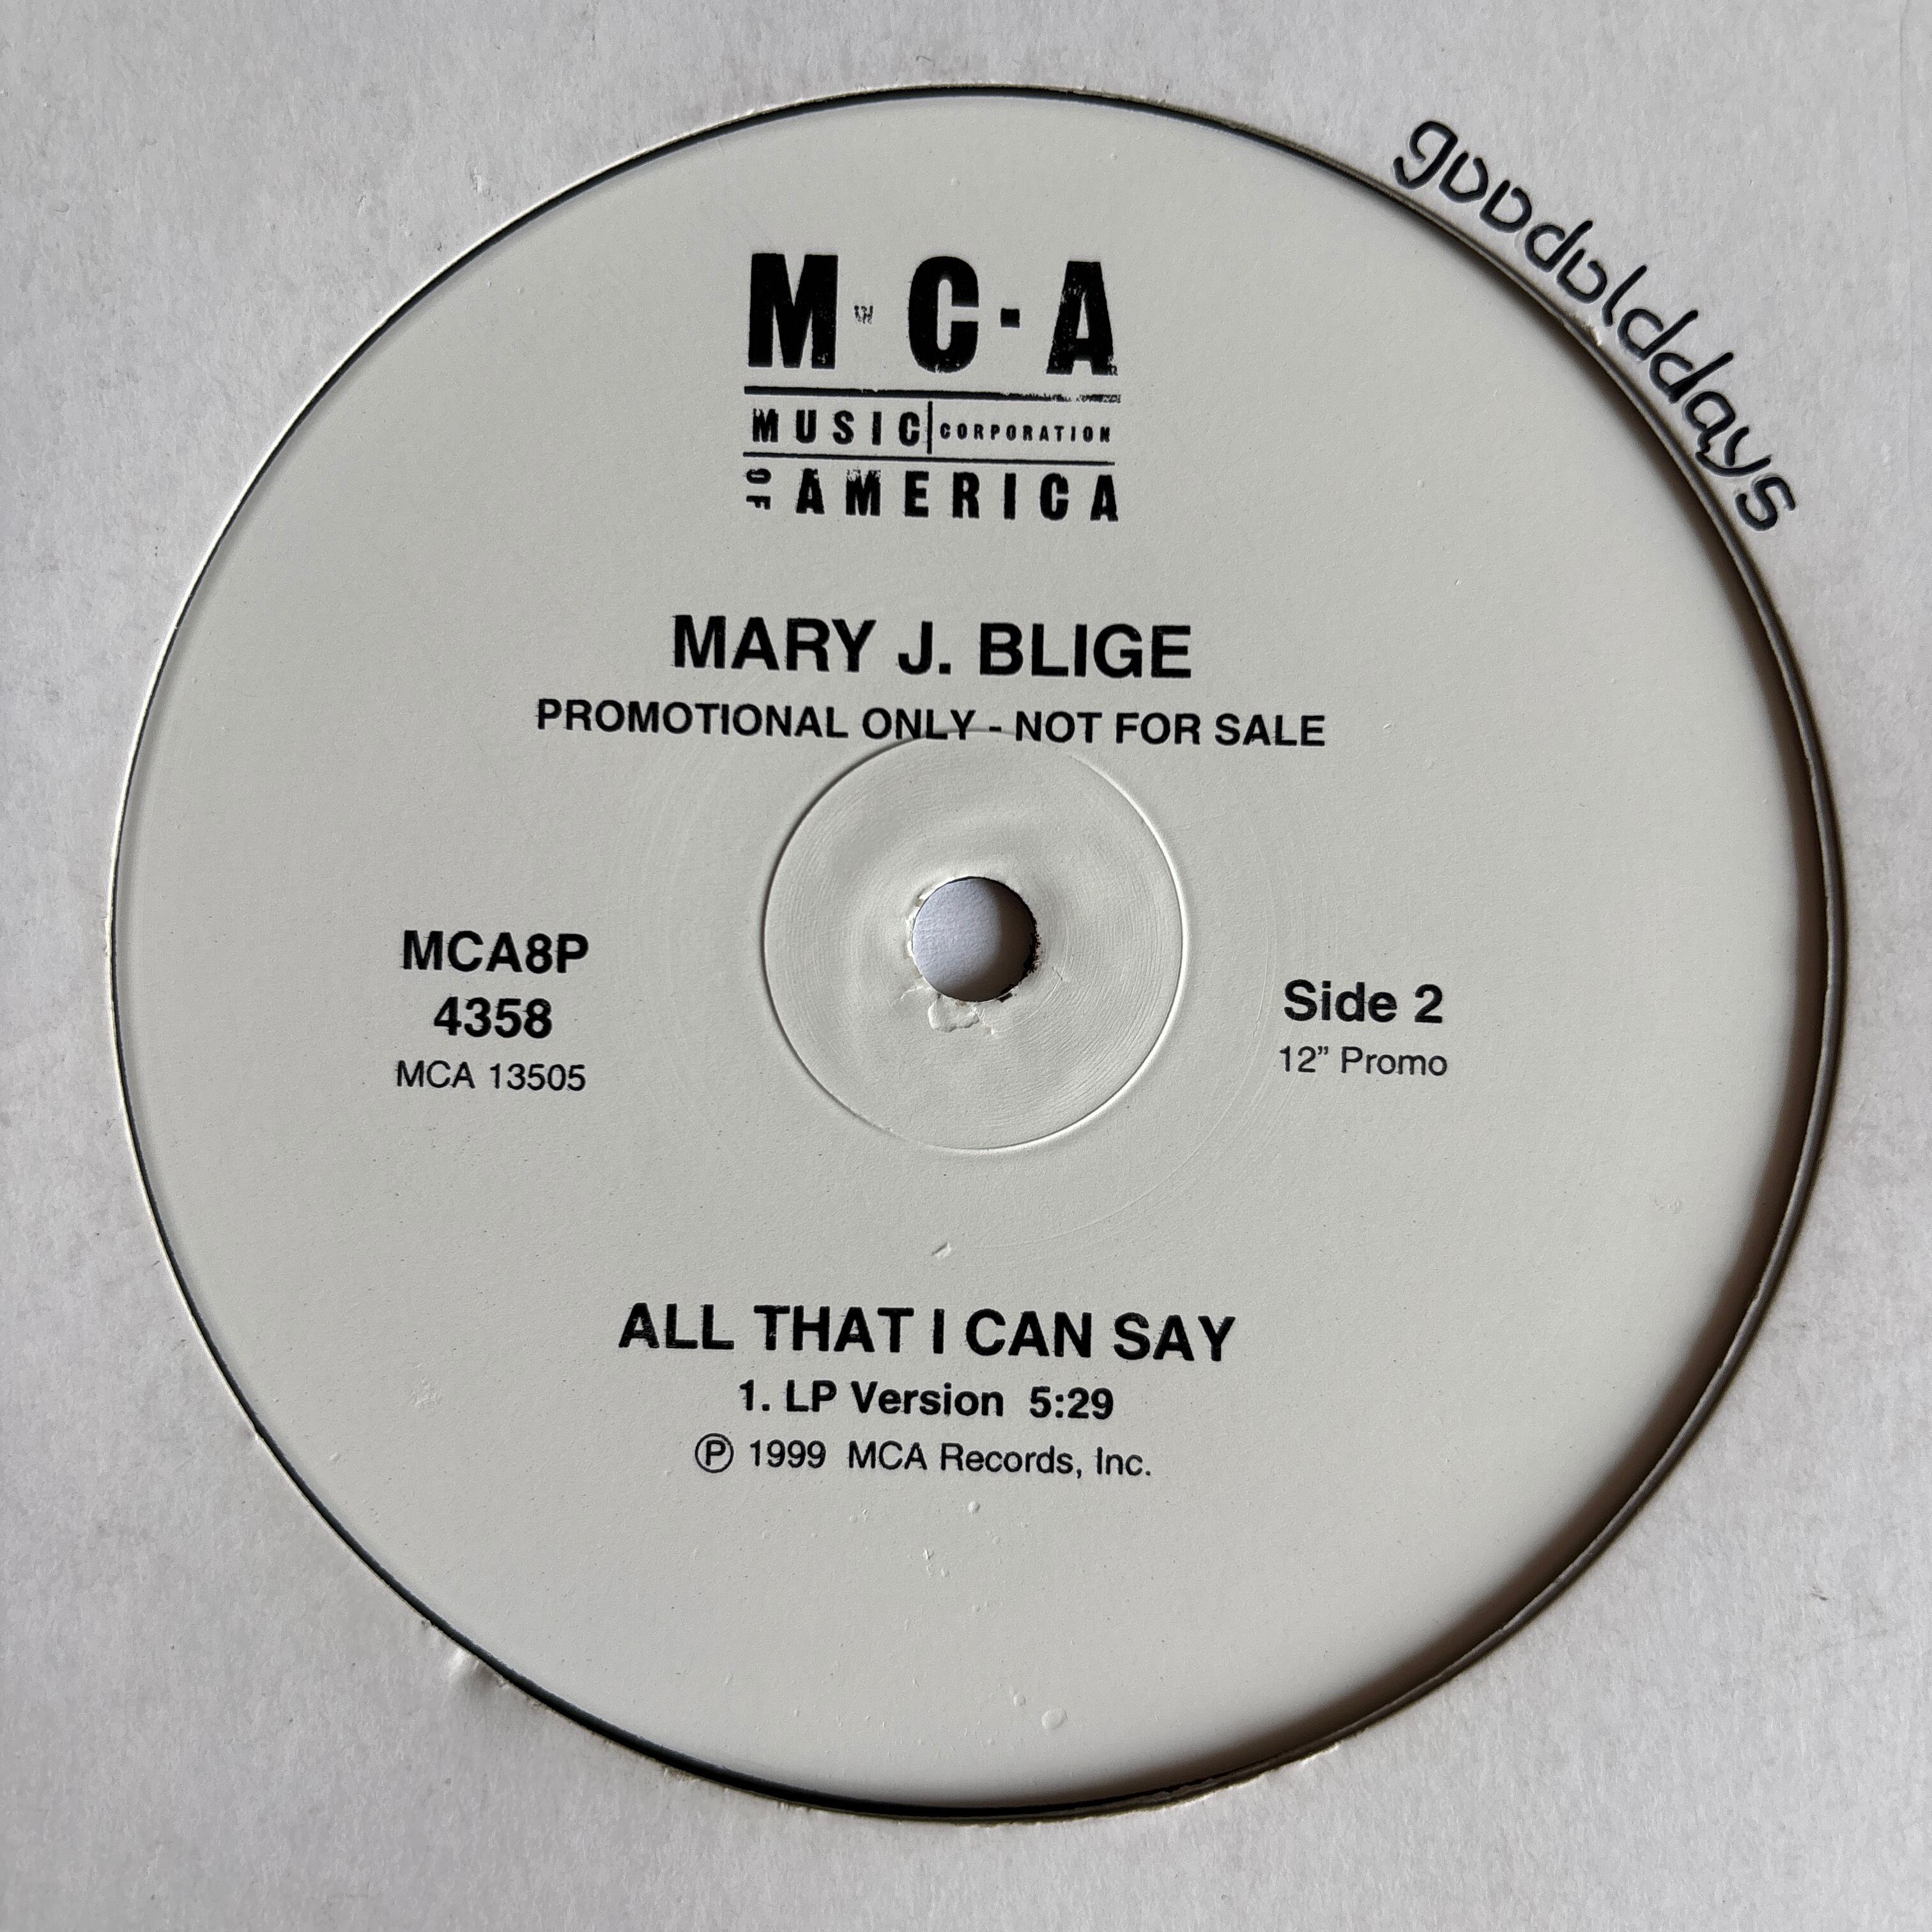 M·C·A
MUSIC CORPORATION
OF AMERICA
goodolddays
MARY J. BLIGE
PROMOTIONAL ONLY - NOT FOR SALE
MCA8P
4358
MCA 13505
Side 2
12” Promo
ALL THAT I CAN SAY
1. LP Version 5:29
℗ 1999 MCA Records, Inc.